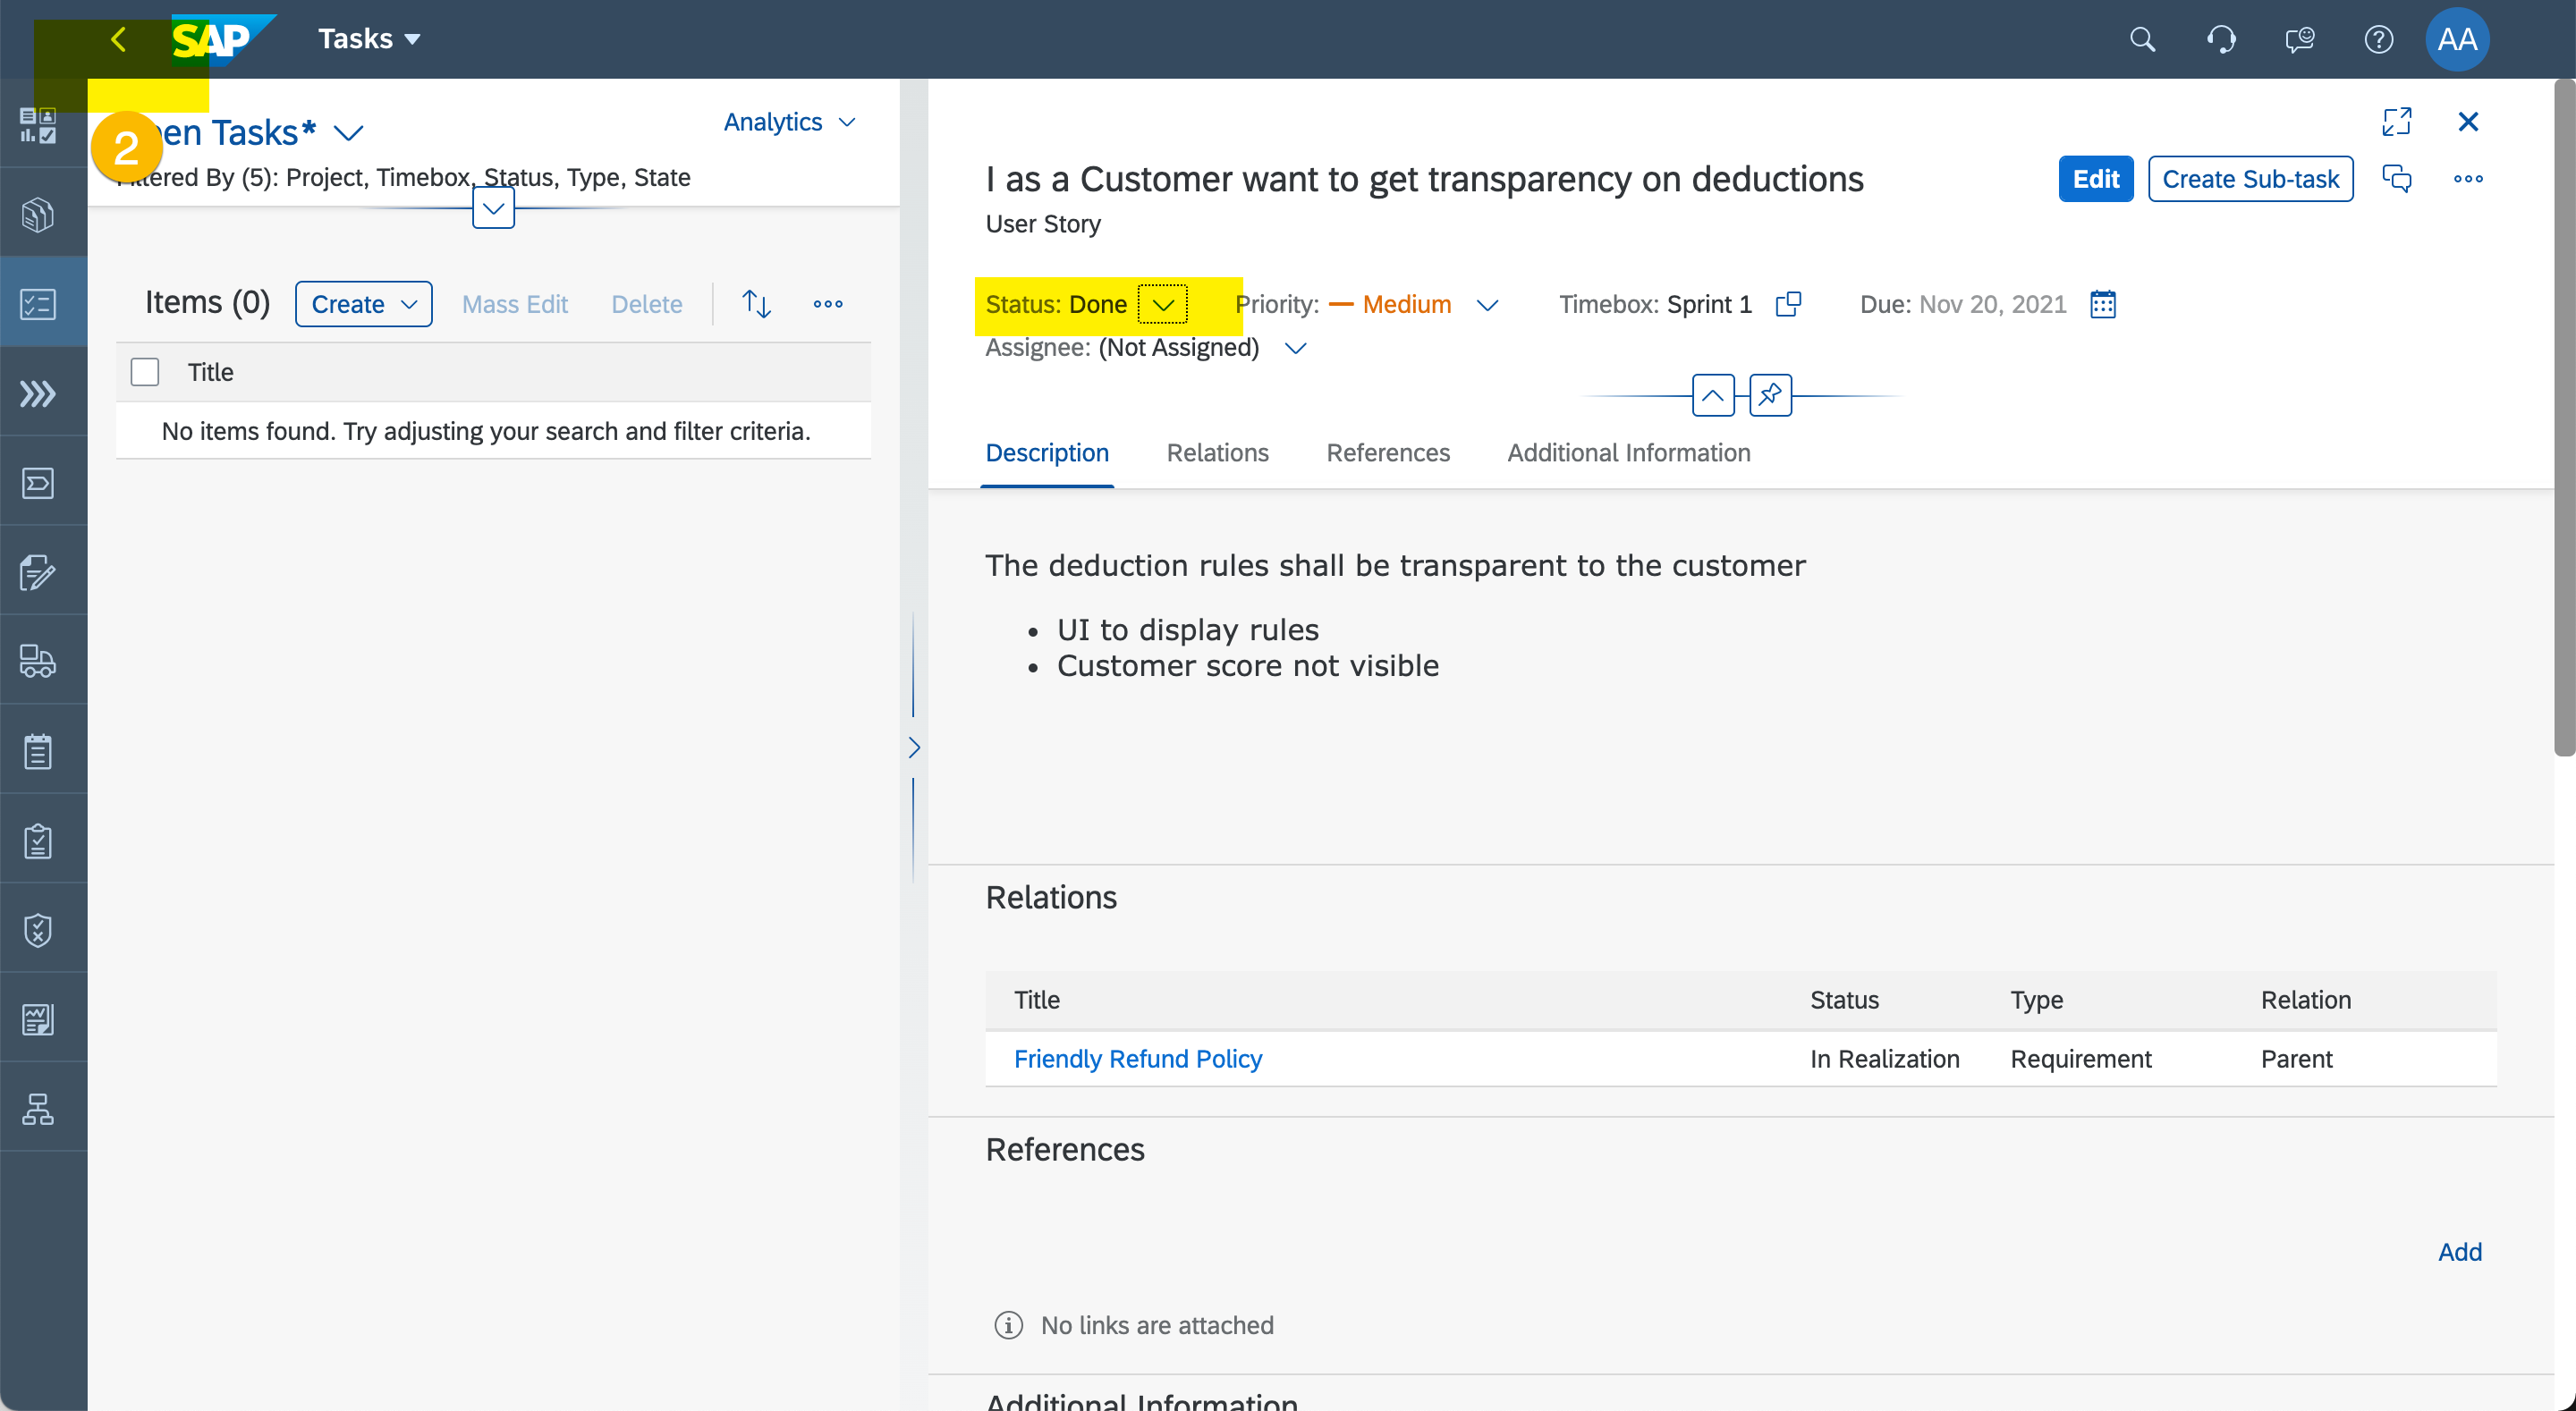 SAP
Tasks
AA
2
en Tasks*
Analytics
Filtered By (5): Project, Timebox, Status, Type, State
Items (0)
Create
Mass Edit
Delete
Title
No items found. Try adjusting your search and filter criteria.
I as a Customer want to get transparency on deductions
Edit
Create Sub-task
User Story
Status: Done
Priority: Medium
Timebox: Sprint 1
Due: Nov 20, 2021
Assignee: (Not Assigned)
Description
Relations
References
Additional Information
The deduction rules shall be transparent to the customer
• UI to display rules
• Customer score not visible
Relations
Title Status Type Relation
Friendly Refund Policy In Realization Requirement Parent
References
Add
No links are attached
Additional Information